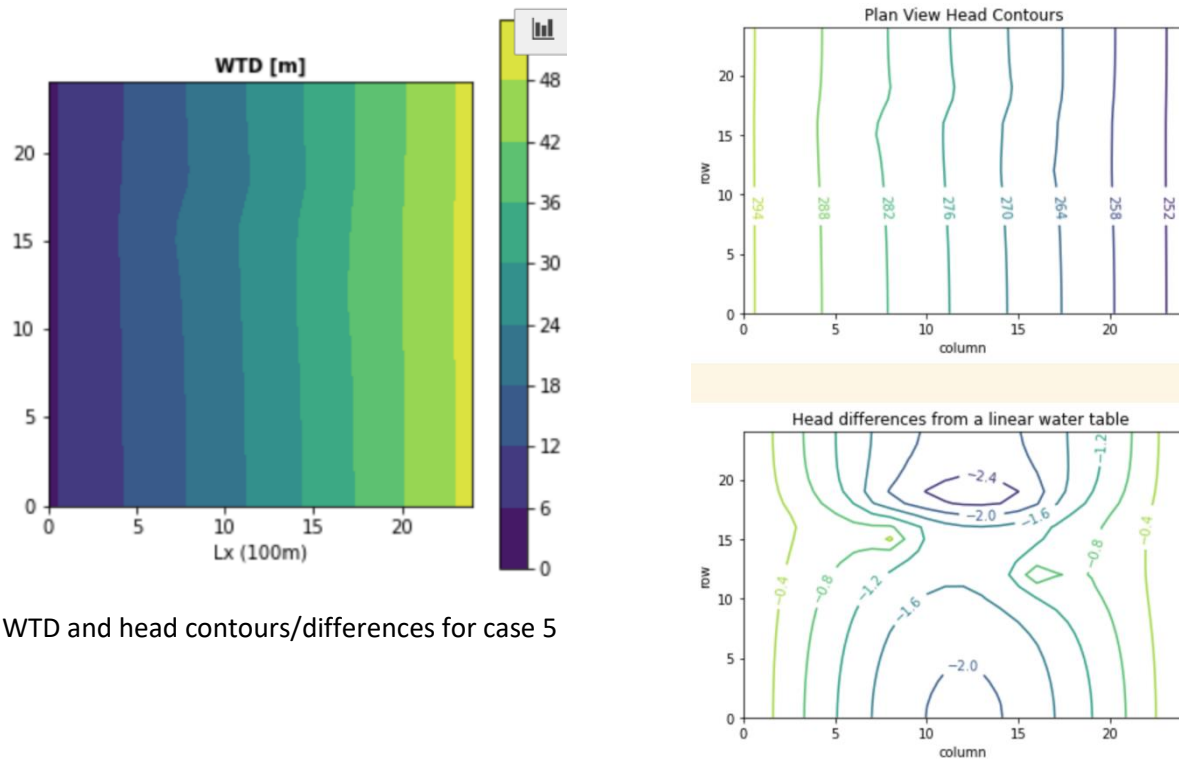 WTD [m]
20
15
10
5
0
0 5 10 15 20
Lx (100m)
48
42
36
30
24
18
12
6
0
WTD and head contours/differences for case 5
Plan View Head Contours
row
20
15
10
5
0
294 288 282 276 270 264 258 252
0 5 10 15 20
column
Head differences from a linear water table
row
20
15
10
5
0
−1.2
−2.4
−2.0
−1.6
−0.4
−0.8
−0.4
−0.8
−1.2
−1.6
−2.0
0 5 10 15 20
column